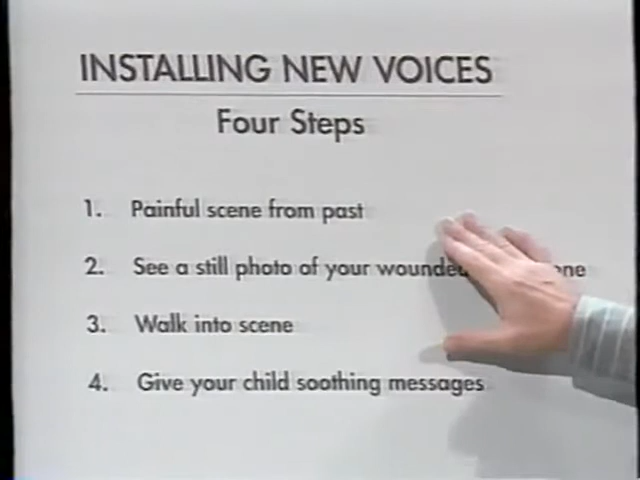 INSTALLING NEW VOICES
Four Steps
1. Painful scene from past
2. See a still photo of your
3. Walk into scene
4. Give your child soothing messages